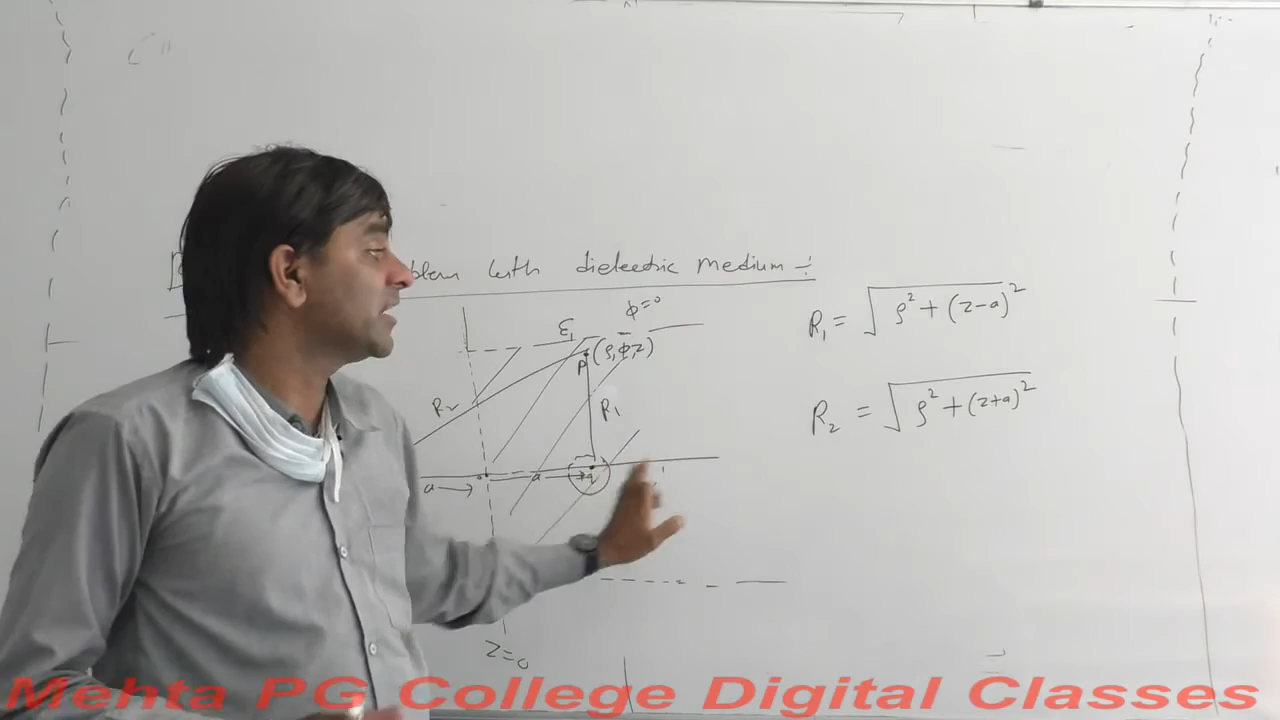 with dielectric medium :-
φ=0
ε₁
P (ρ, φ, z)
R₂
R₁
a → o a → q
z=0
R₁ = √ρ² + (z-a)²
R₂ = √ρ² + (z+a)²
Mehta PG College Digital Classes